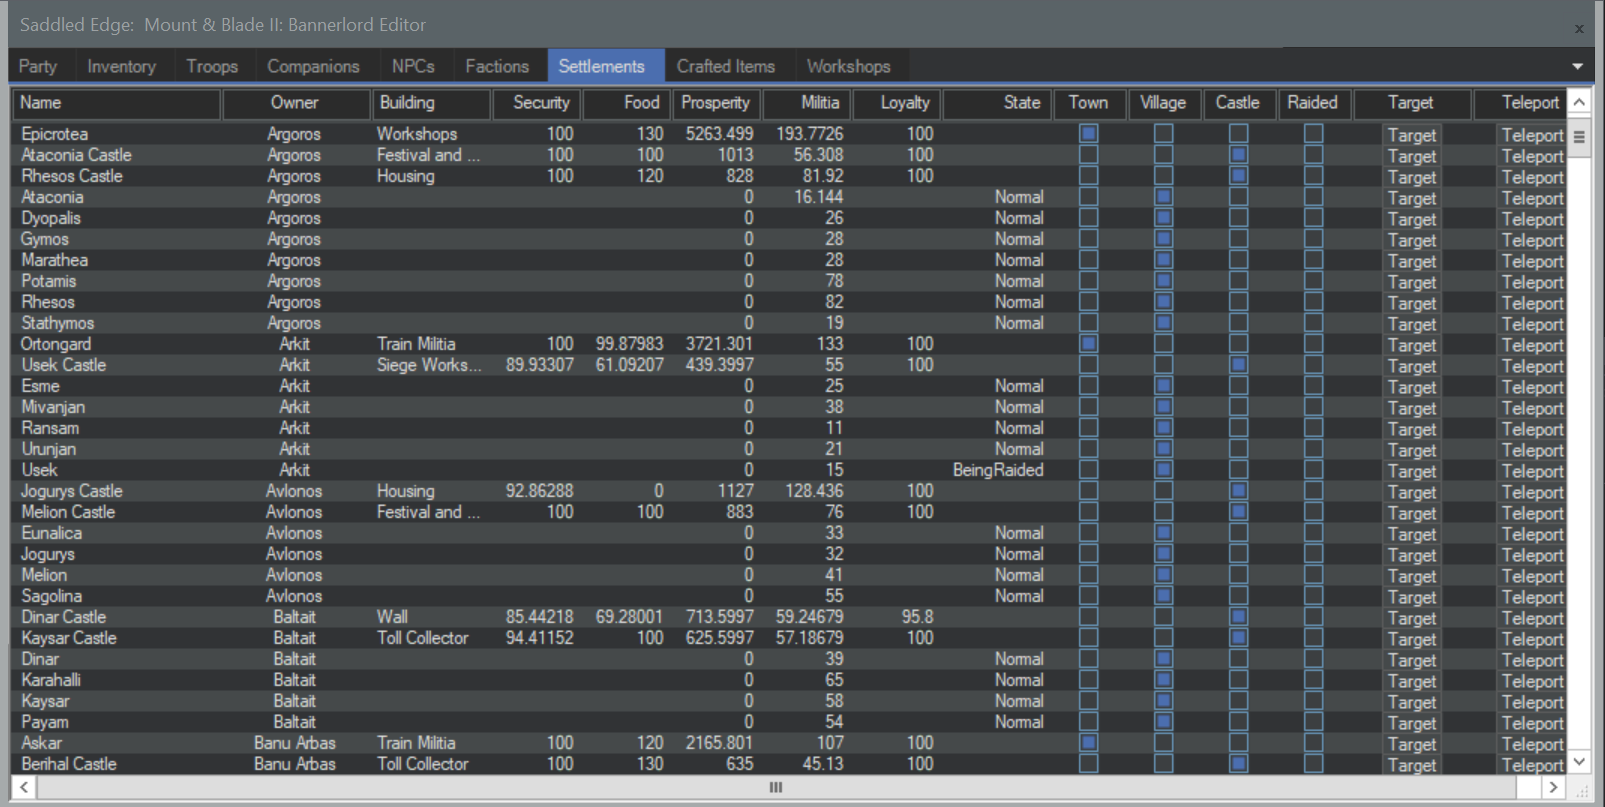 Saddled Edge: Mount & Blade II: Bannerlord Editor x
Party Inventory Troops Companions NPCs Factions Settlements Crafted Items Workshops
Name Owner Building Security Food Prosperity Militia Loyalty State Town Village Castle Raided Target Teleport
Epicrotea Argoros Workshops 100 130 5263.499 193.7726 100 Target Teleport
Ataconia Castle Argoros Festival and ... 100 100 1013 56.308 100 Target Teleport
Rhesos Castle Argoros Housing 100 120 828 81.92 100 Target Teleport
Ataconia Argoros 0 16.144 Normal Target Teleport
Dyopalis Argoros 0 26 Normal Target Teleport
Gymos Argoros 0 28 Normal Target Teleport
Marathea Argoros 0 28 Normal Target Teleport
Potamis Argoros 0 78 Normal Target Teleport
Rhesos Argoros 0 82 Normal Target Teleport
Stathymos Argoros 0 19 Normal Target Teleport
Ortongard Arkit Train Militia 100 99.87983 3721.301 133 100 Target Teleport
Usek Castle Arkit Siege Works... 89.93307 61.09207 439.3997 55 100 Target Teleport
Esme Arkit 0 25 Normal Target Teleport
Mivanjan Arkit 0 38 Normal Target Teleport
Ransam Arkit 0 11 Normal Target Teleport
Urunjan Arkit 0 21 Normal Target Teleport
Usek Arkit 0 15 BeingRaided Target Teleport
Jogurys Castle Avlonos Housing 92.86288 0 1127 128.436 100 Target Teleport
Melion Castle Avlonos Festival and ... 100 100 883 76 100 Target Teleport
Eunalica Avlonos 0 33 Normal Target Teleport
Jogurys Avlonos 0 32 Normal Target Teleport
Melion Avlonos 0 41 Normal Target Teleport
Sagolina Avlonos 0 55 Normal Target Teleport
Dinar Castle Baltait Wall 85.44218 69.28001 713.5997 59.24679 95.8 Target Teleport
Kaysar Castle Baltait Toll Collector 94.41152 100 625.5997 57.18679 100 Target Teleport
Dinar Baltait 0 39 Normal Target Teleport
Karahalli Baltait 0 65 Normal Target Teleport
Kaysar Baltait 0 58 Normal Target Teleport
Payam Baltait 0 54 Normal Target Teleport
Askar Banu Arbas Train Militia 100 120 2165.801 107 100 Target Teleport
Berihal Castle Banu Arbas Toll Collector 100 130 635 45.13 100 Target Teleport